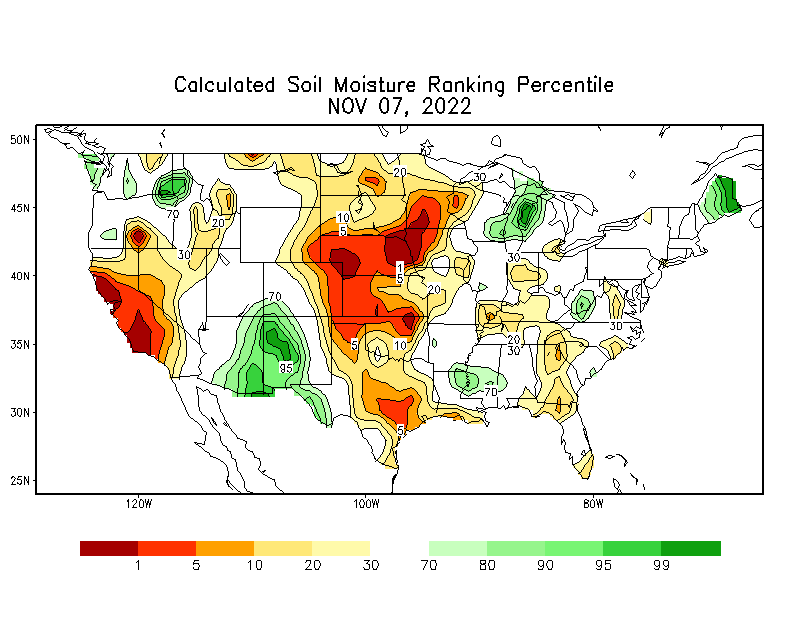 Calculated Soil Moisture Ranking Percentile
NOV 07, 2022
50N
45N
40N
35N
30N
25N
120W
100W
80W
20
30
70
20
10
5
30
30
1
5
20
70
30
5
10
20
30
95
70
5
1 5 10 20 30 70 80 90 95 99